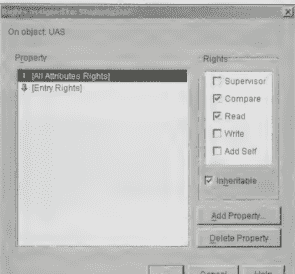 On object: UAS
Property
[All Attributes Rights]
[Entry Rights]
Rights
Supervisor
Compare
Read
Write
Add Self
Inheritable
Add Property...
Delete Property
Cancel
Help